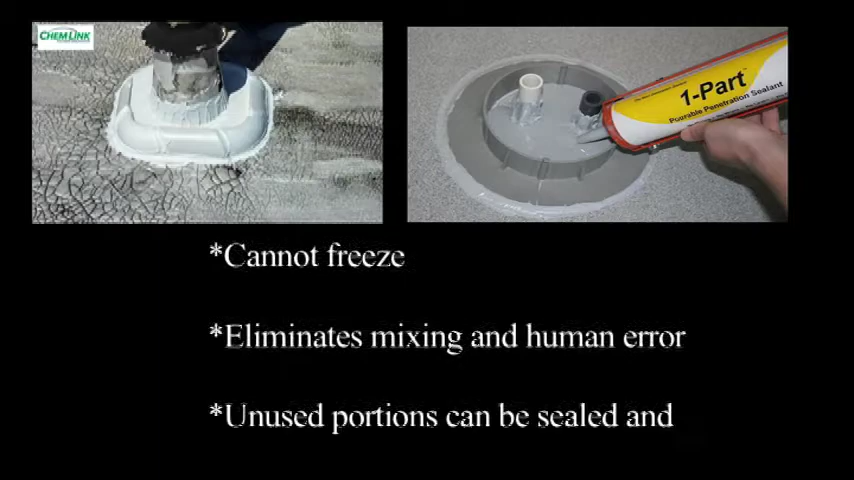 CHEMLINK
1-Part
Pourable Penetration Sealant
*Cannot freeze
*Eliminates mixing and human error
*Unused portions can be sealed and